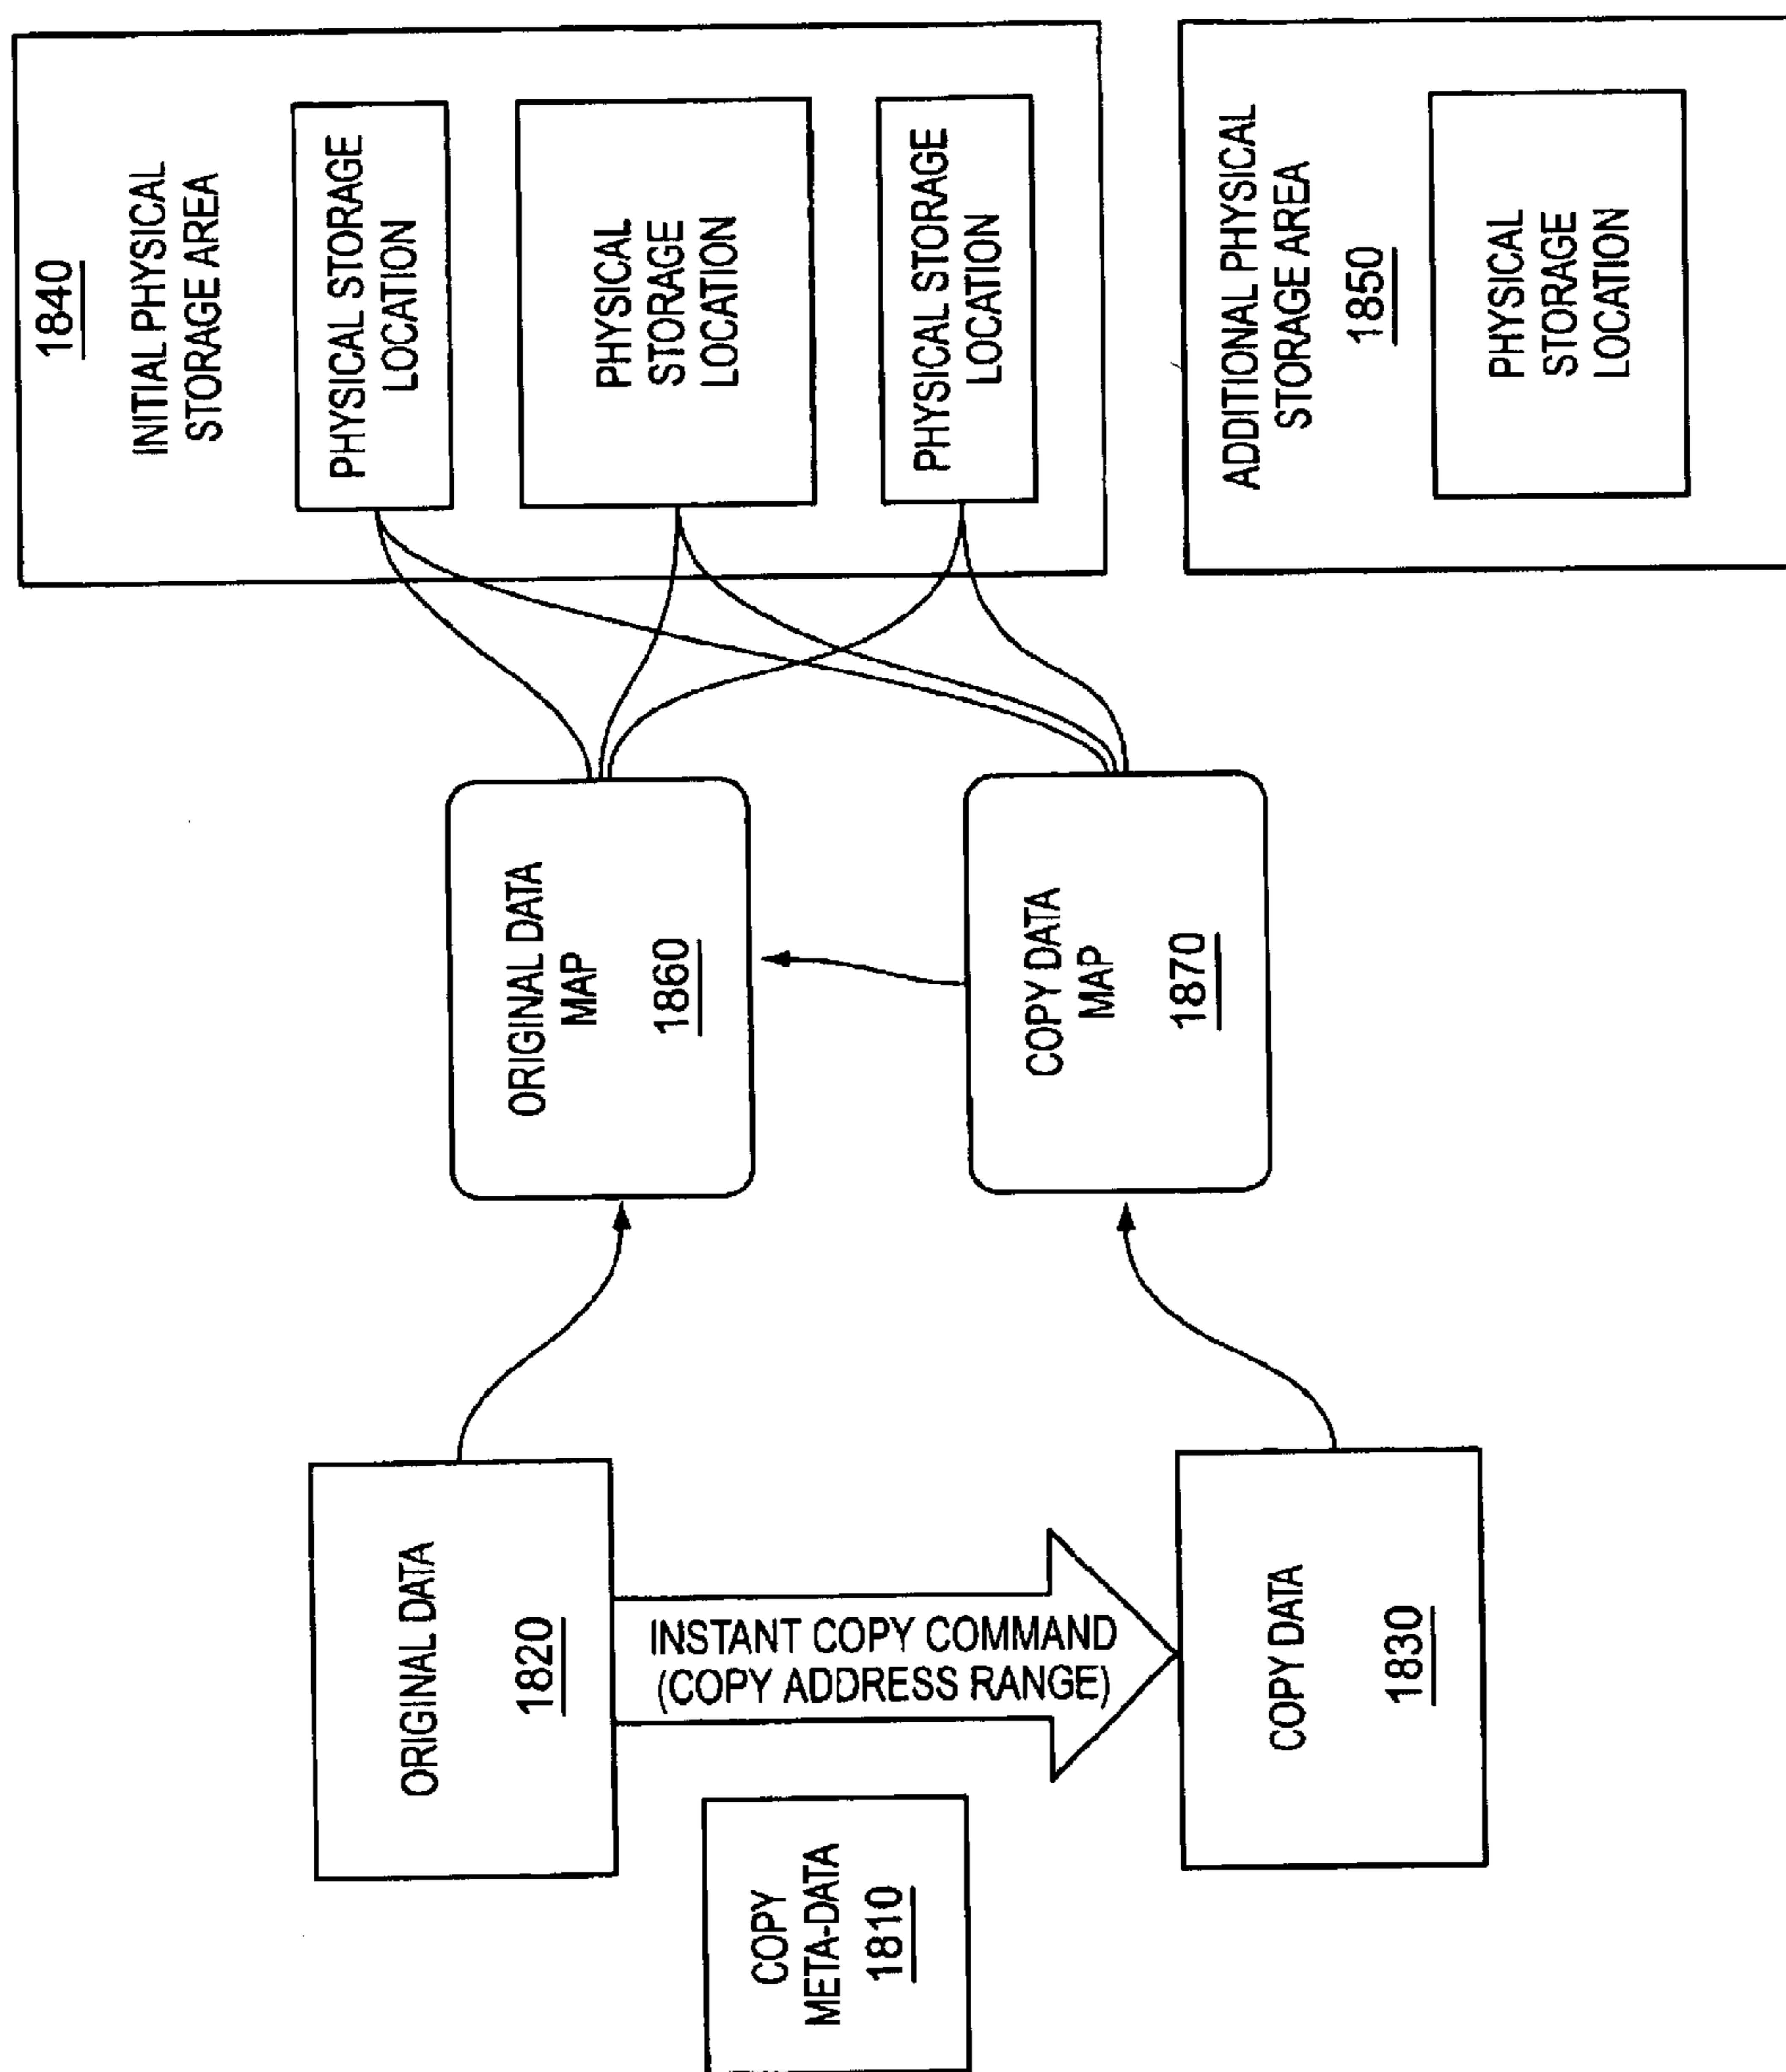 1840
INITIAL PHYSICAL
STORAGE AREA
PHYSICAL STORAGE
LOCATION
PHYSICAL
STORAGE
LOCATION
PHYSICAL STORAGE
LOCATION
ADDITIONAL PHYSICAL
STORAGE AREA
1850
PHYSICAL
STORAGE
LOCATION
ORIGINAL DATA
MAP
1860
COPY DATA
MAP
1870
ORIGINAL DATA
1820
INSTANT COPY COMMAND
(COPY ADDRESS RANGE)
COPY DATA
1830
COPY
META-DATA
1810